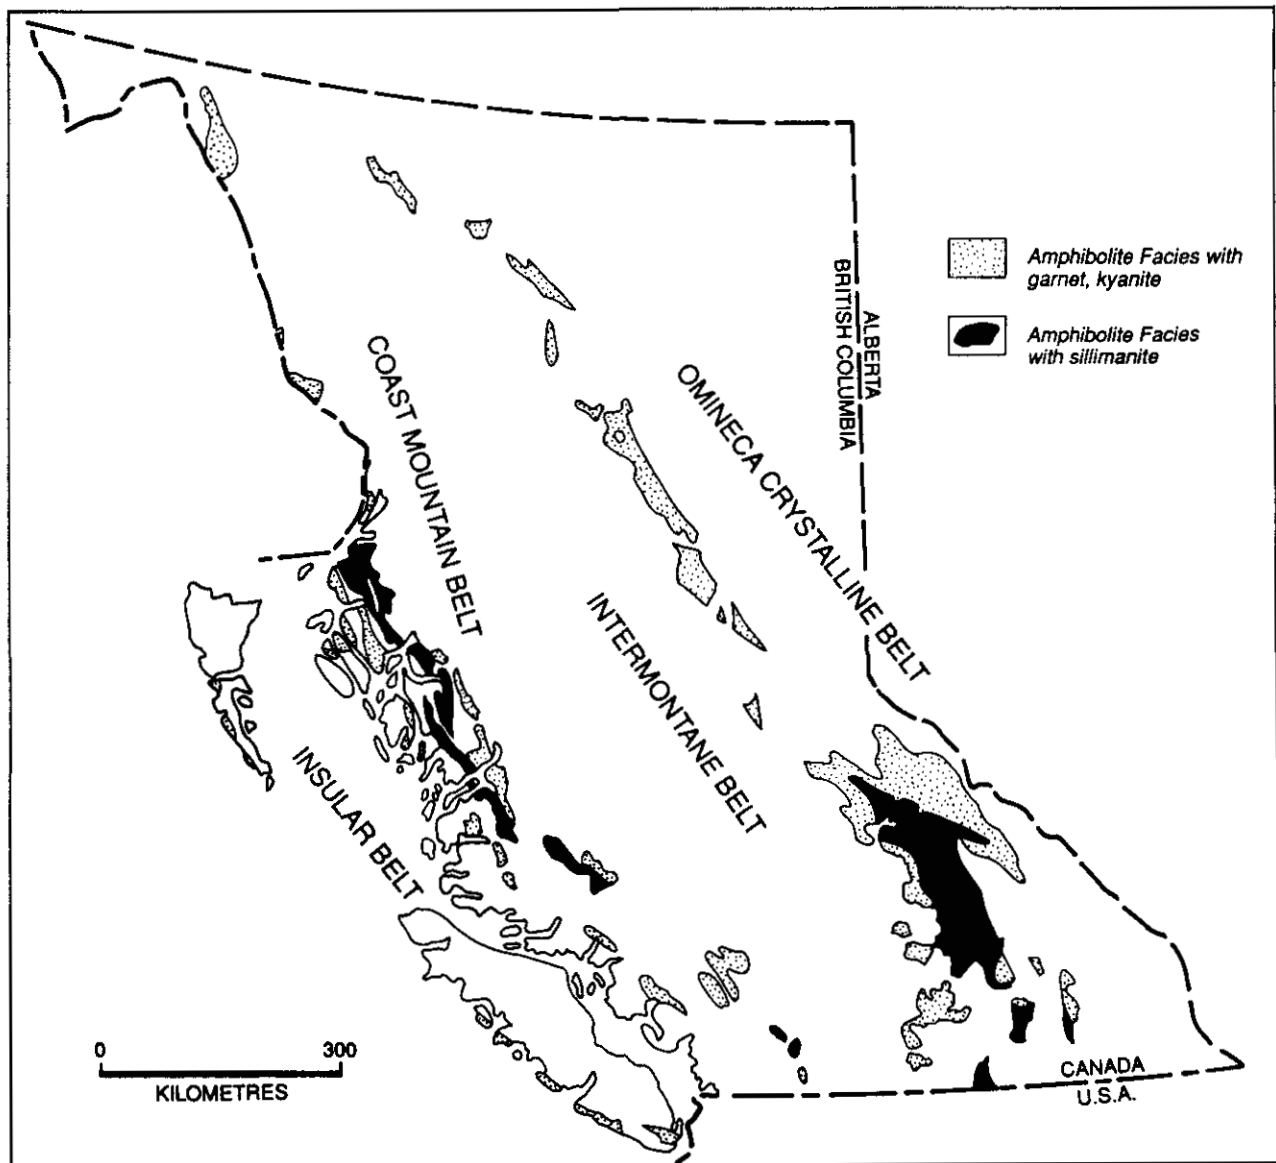 Amphibolite Facies with
garnet, kyanite
Amphibolite Facies
with sillimanite
ALBERTA
BRITISH COLUMBIA
COAST MOUNTAIN BELT
OMINECA CRYSTALLINE BELT
INTERMONTANE BELT
INSULAR BELT
0 300
KILOMETRES
CANADA
U.S.A.